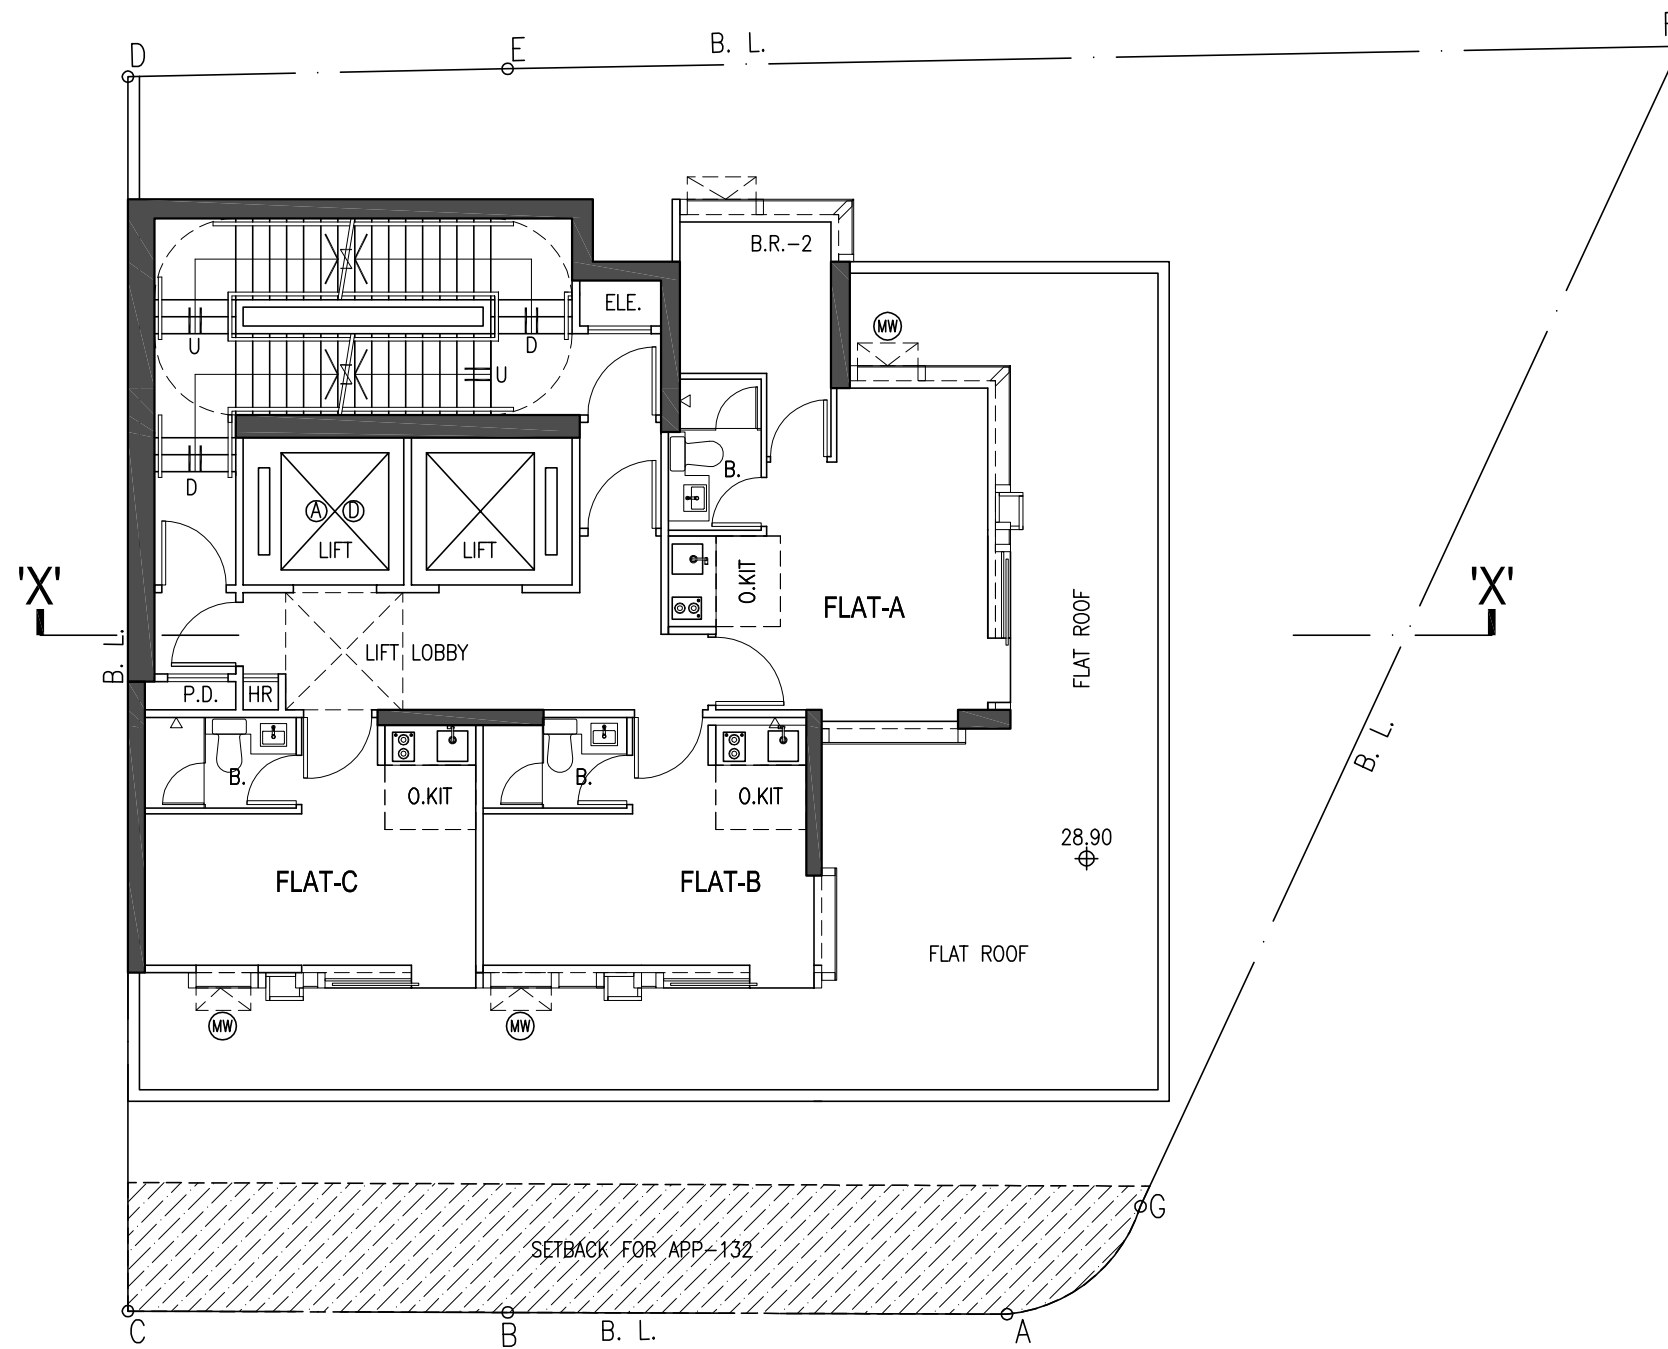 D
E
B. L.
F
B.R.-2
ELE.
MW
U
D
U
D
B.
A
D
LIFT
LIFT
O.KIT
FLAT-A
'X'
'X'
FLAT ROOF
B. L.
LIFT LOBBY
P.D.
HR
B. L.
B.
B.
O.KIT
O.KIT
28.90
FLAT-C
FLAT-B
FLAT ROOF
MW
MW
G
SETBACK FOR APP-132
C
B
B. L.
A